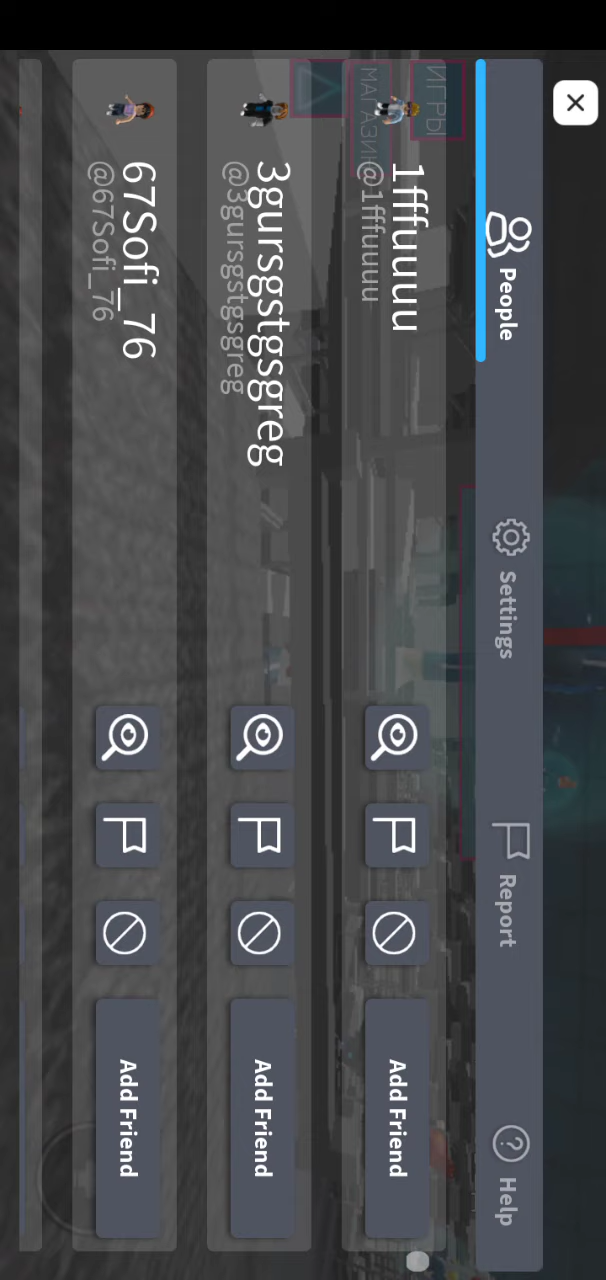 People
Settings
Report
Help
ИГРЫ
МАГАЗИН
1fffuuuu
@1fffuuuu
Add Friend
3gursgstgsgreg
@3gursgstgsgreg
Add Friend
67Sofi_76
@67Sofi_76
Add Friend